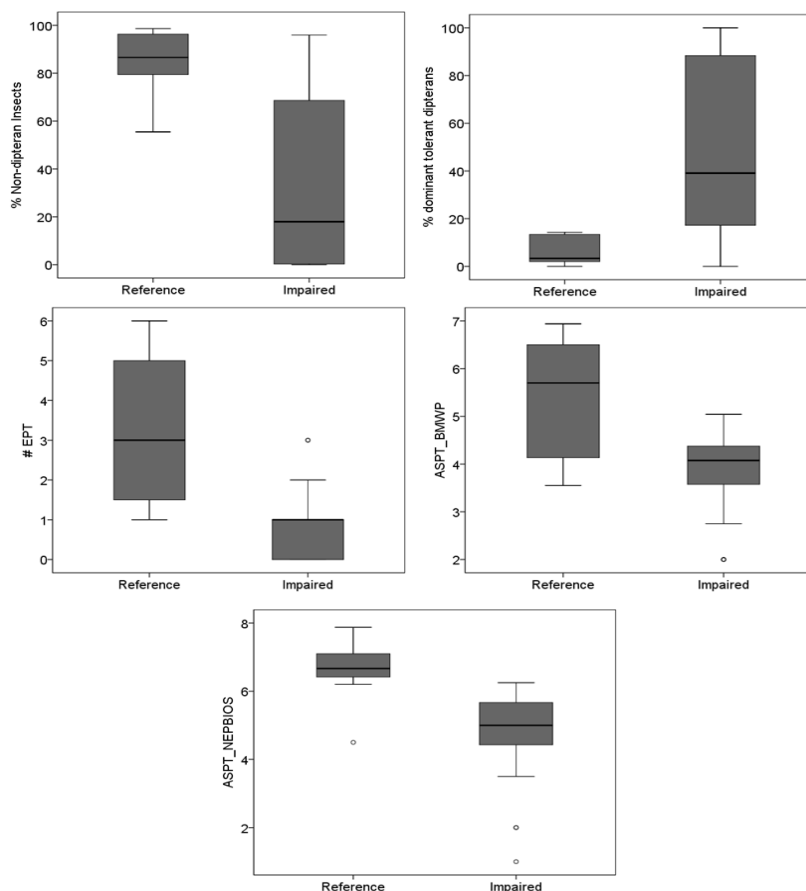 % Non-dipteran Insects
100
80
60
40
20
0
Reference Impaired
% dominant tolerant dipterans
100
80
60
40
20
0
Reference Impaired
# EPT
6
5
4
3
2
1
0
Reference Impaired
ASPT_BMWP
7
6
5
4
3
2
Reference Impaired
ASPT_NEPBIOS
8
6
4
2
Reference Impaired